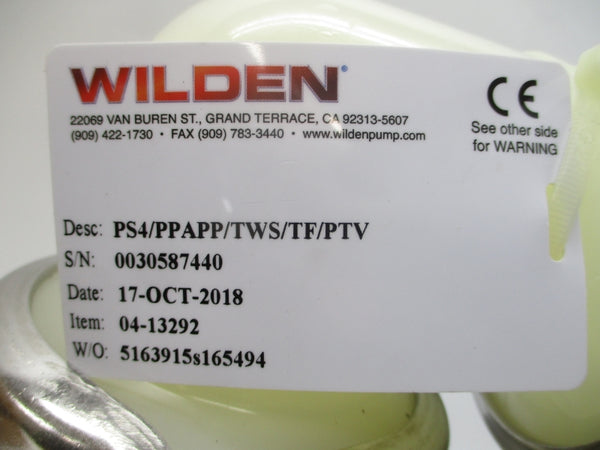 WILDEN®
22069 VAN BUREN ST., GRAND TERRACE, CA 92313-5607
(909) 422-1730 • FAX (909) 783-3440 • www.wildenpump.com
CE
See other side
for WARNING
Desc: PS4/PPAPP/TWS/TF/PTV
S/N: 0030587440
Date: 17-OCT-2018
Item: 04-13292
W/O: 5163915s165494